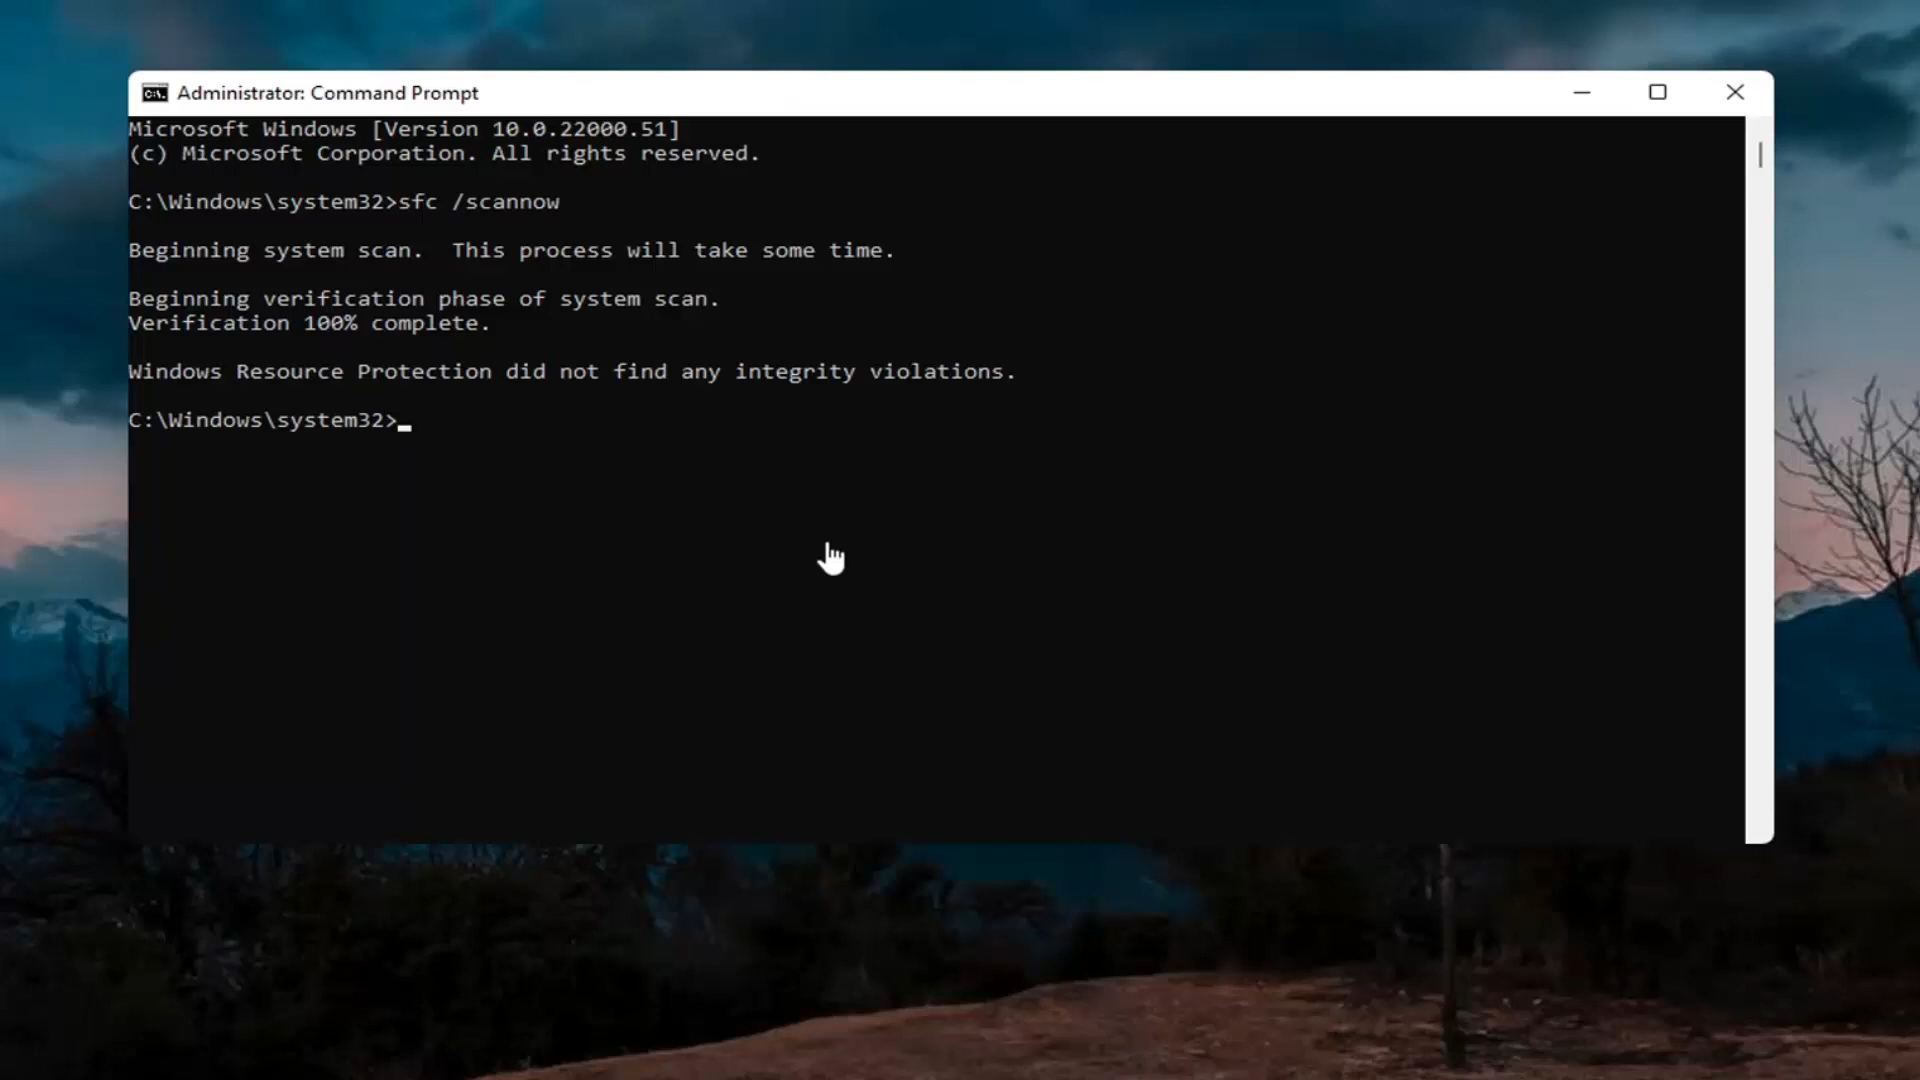 Administrator: Command Prompt
Microsoft Windows [Version 10.0.22000.51]
(c) Microsoft Corporation. All rights reserved.
C:\Windows\system32>sfc /scannow
Beginning system scan.  This process will take some time.
Beginning verification phase of system scan.
Verification 100% complete.
Windows Resource Protection did not find any integrity violations.
C:\Windows\system32>